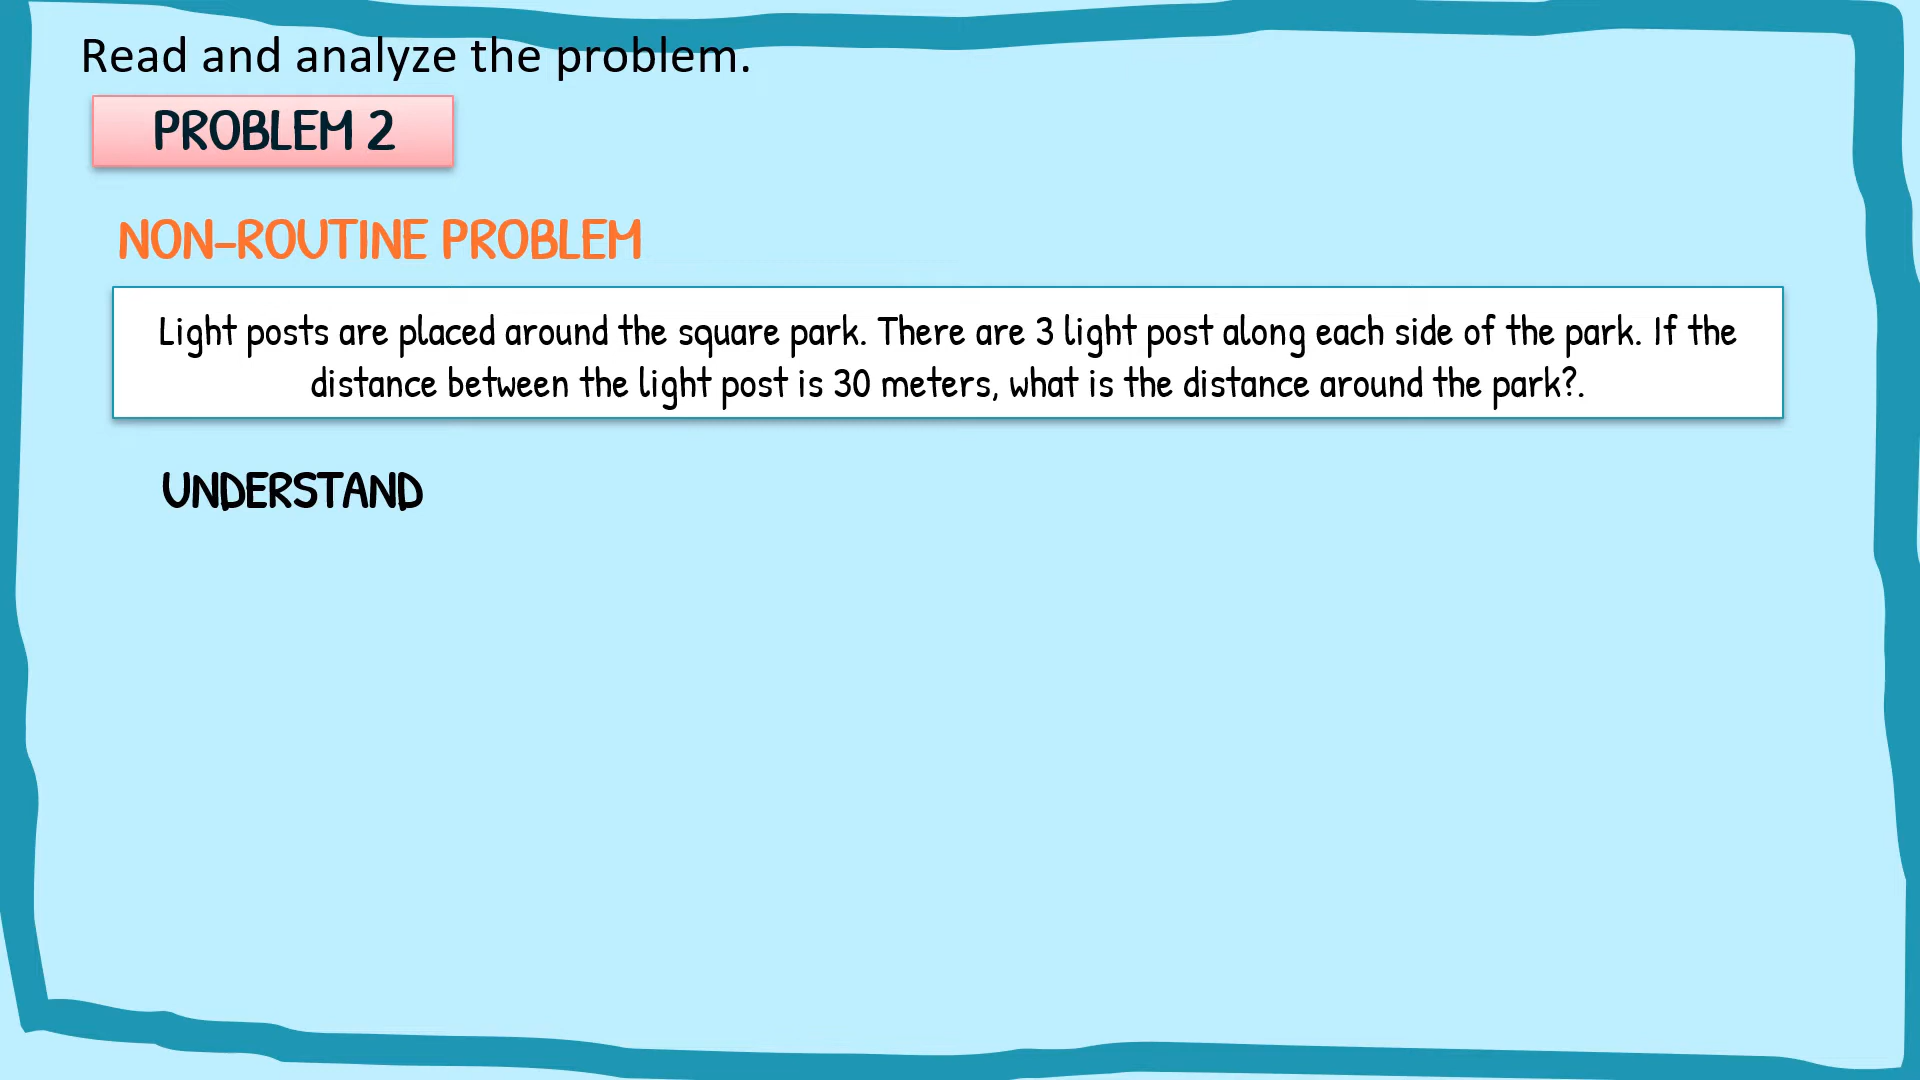 Read and analyze the problem.
PROBLEM 2
NON-ROUTINE PROBLEM
Light posts are placed around the square park. There are 3 light post along each side of the park. If the
distance between the light post is 30 meters, what is the distance around the park?.
UNDERSTAND